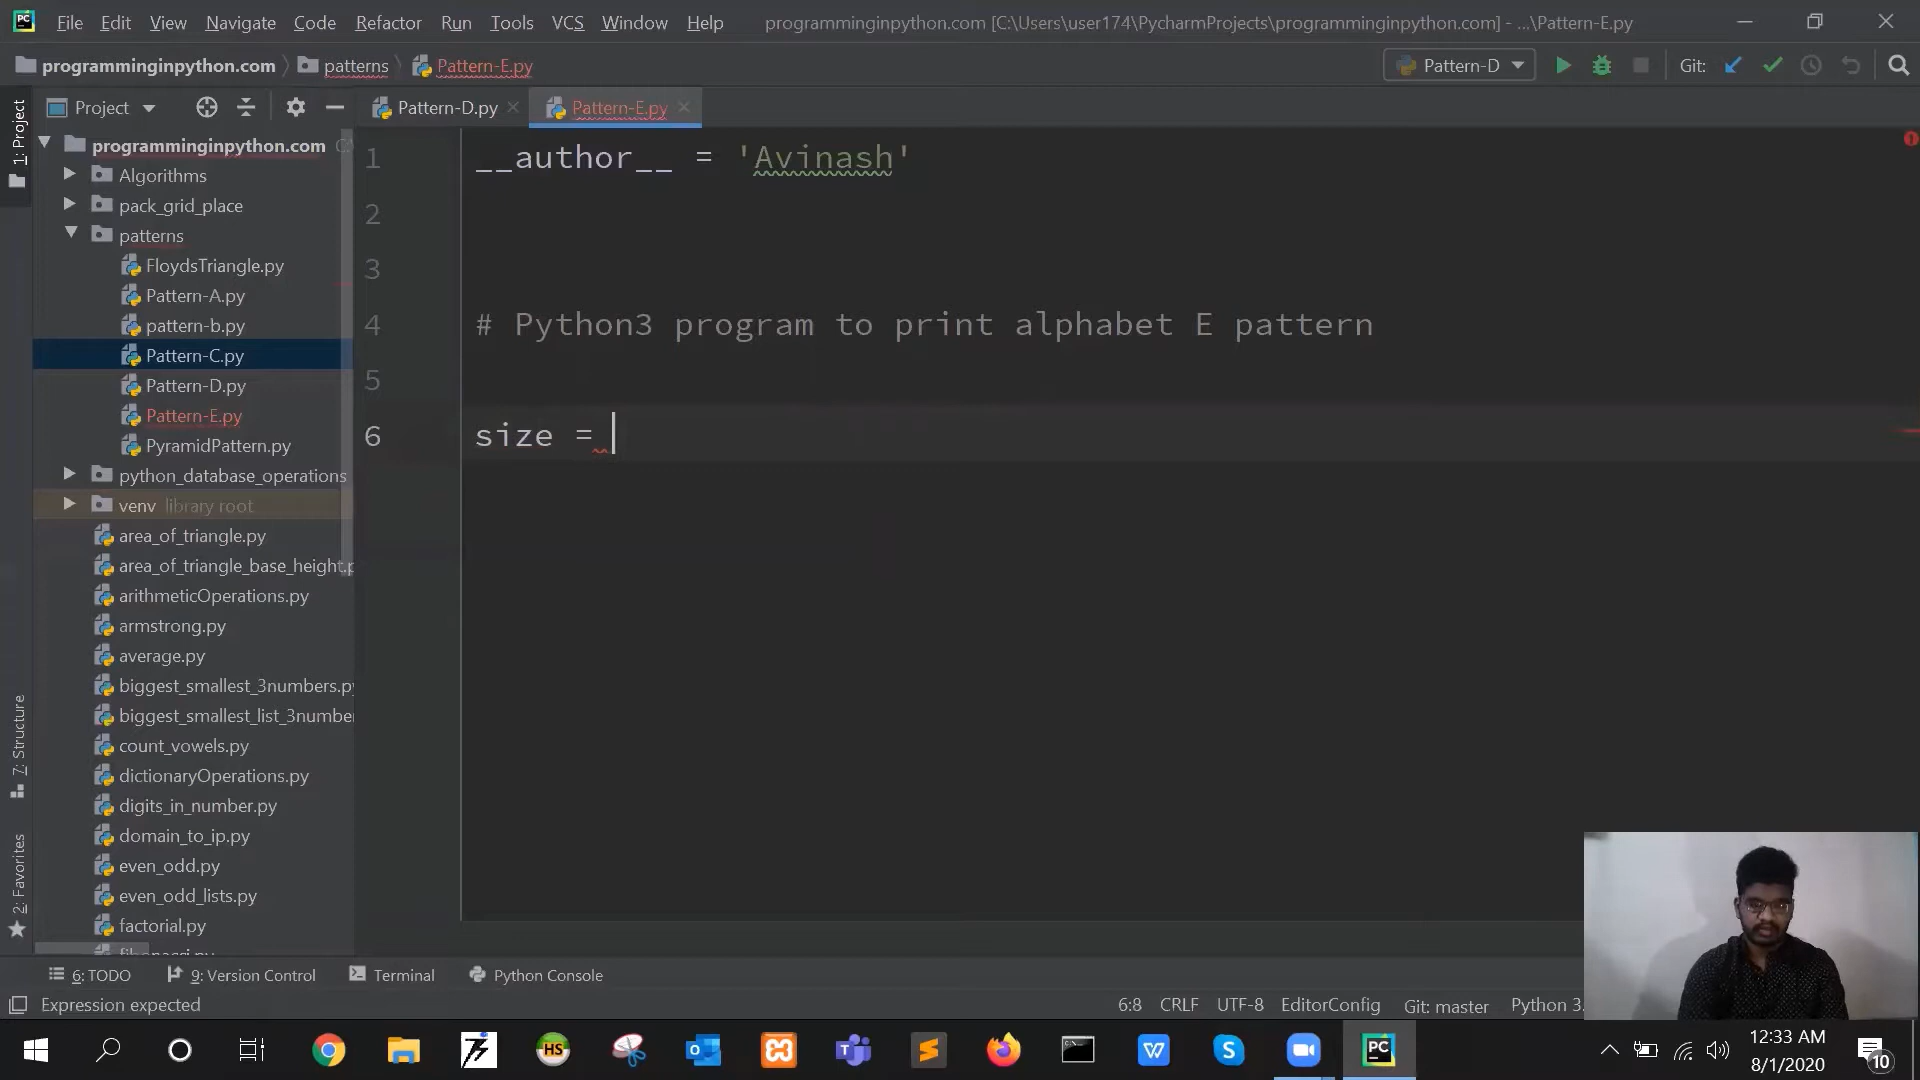 File Edit View Navigate Code Refactor Run Tools VCS Window Help programminginpython.com [C:\Users\user174\PycharmProjects\programminginpython.com] - ...\Pattern-E.py
programminginpython.com patterns Pattern-E.py Pattern-D Git:
1: Project
Project
Pattern-D.py
Pattern-E.py
programminginpython.com
Algorithms
pack_grid_place
patterns
FloydsTriangle.py
Pattern-A.py
pattern-b.py
Pattern-C.py
Pattern-D.py
Pattern-E.py
PyramidPattern.py
python_database_operations
venv library root
area_of_triangle.py
area_of_triangle_base_height.p
arithmeticOperations.py
armstrong.py
average.py
biggest_smallest_3numbers.py
biggest_smallest_list_3number
count_vowels.py
dictionaryOperations.py
digits_in_number.py
domain_to_ip.py
even_odd.py
even_odd_lists.py
factorial.py
1 __author__ = 'Avinash'
2
3
4 # Python3 program to print alphabet E pattern
5
6 size =
7: Structure
2: Favorites
6: TODO 9: Version Control Terminal Python Console
Expression expected 6:8 CRLF UTF-8 EditorConfig Git: master Python 3.
HS
PC
12:33 AM
8/1/2020
10